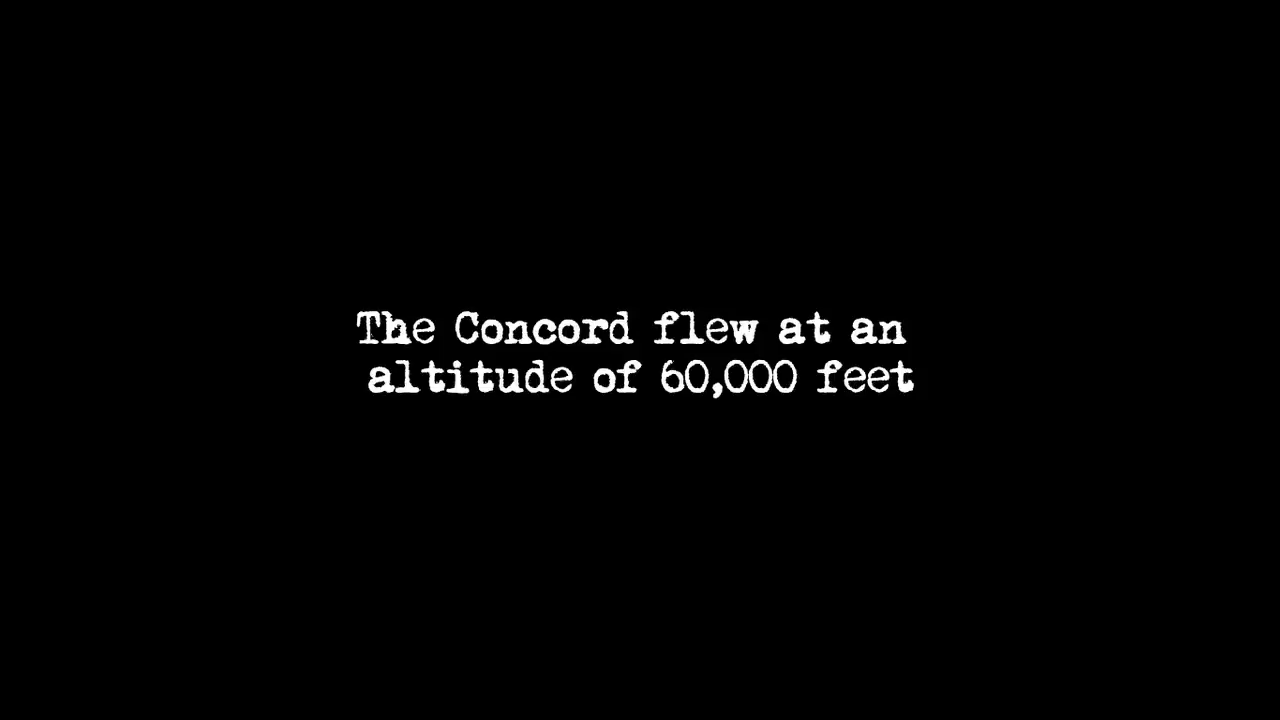 The Concord flew at an
altitude of 60,000 feet